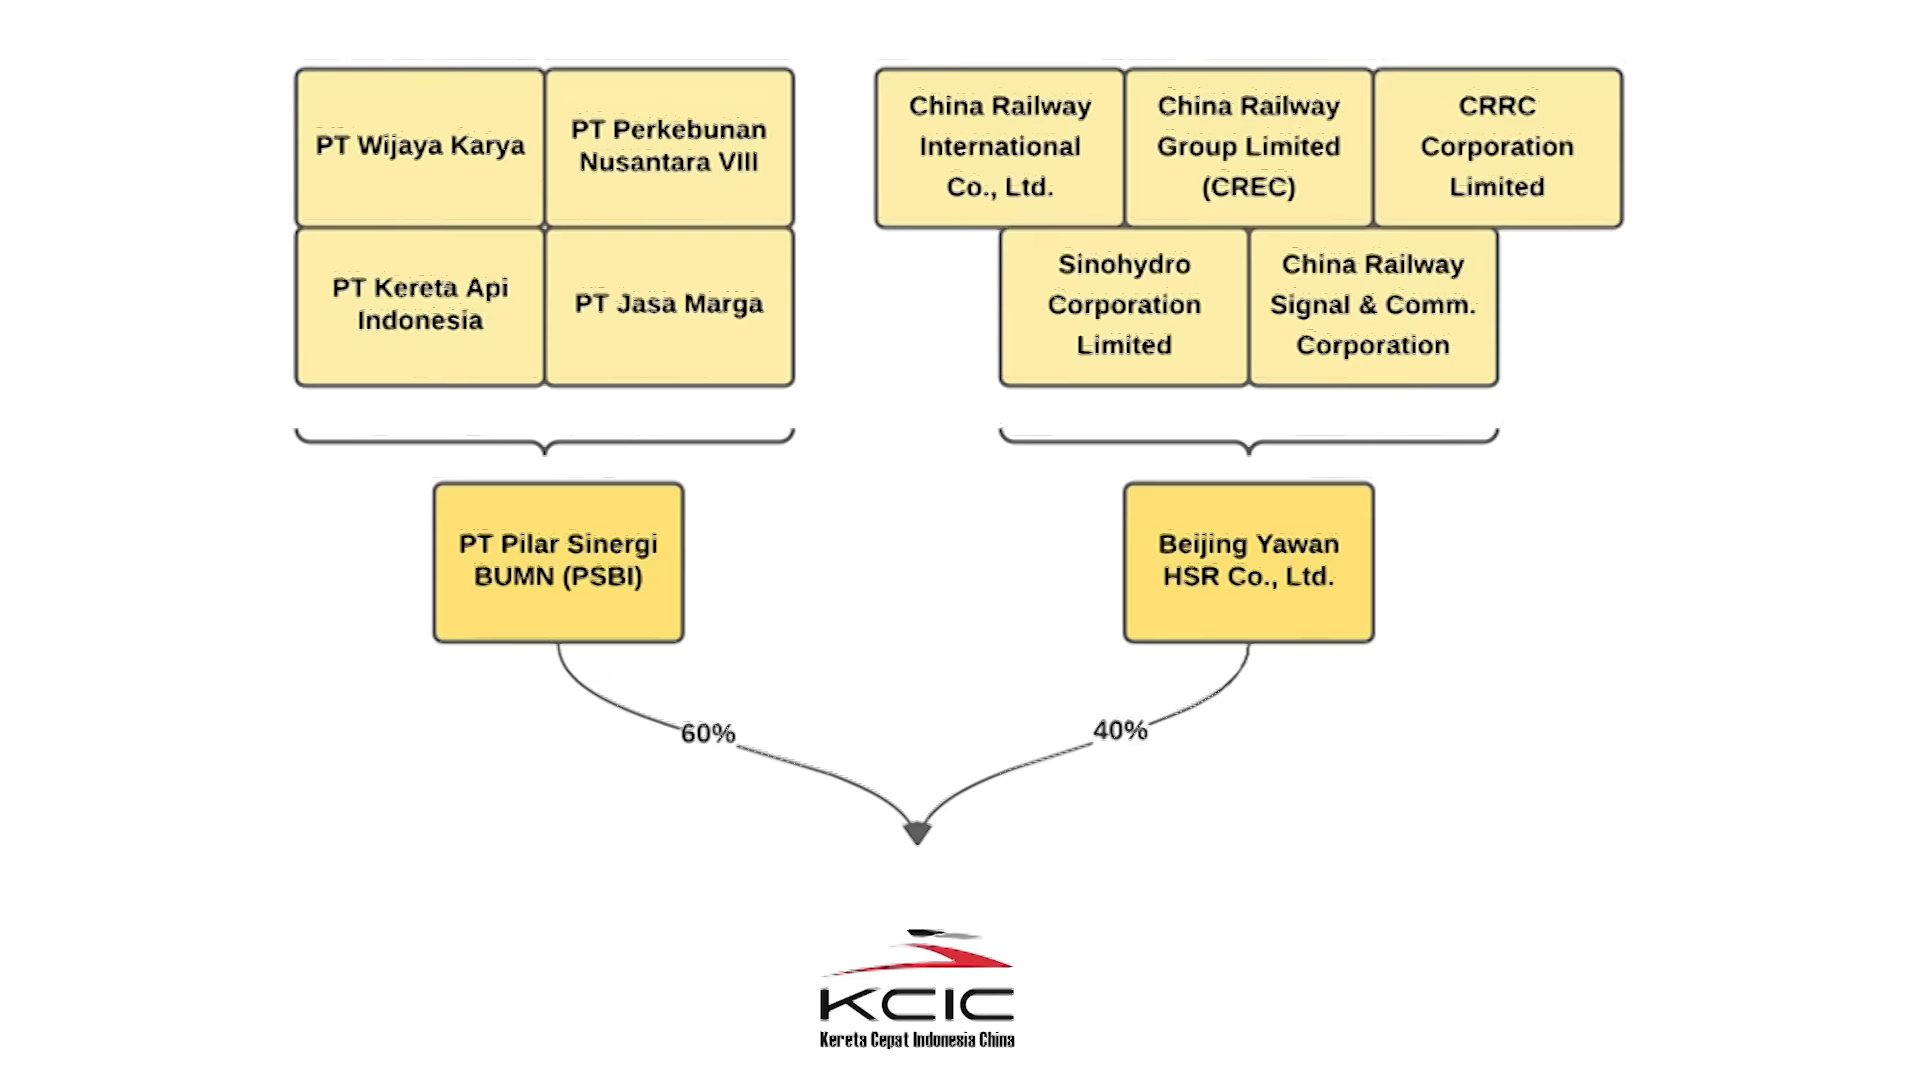 PT Wijaya Karya
PT Perkebunan
Nusantara VIII
PT Kereta Api
Indonesia
PT Jasa Marga
China Railway
International
Co., Ltd.
China Railway
Group Limited
(CREC)
CRRC
Corporation
Limited
Sinohydro
Corporation
Limited
China Railway
Signal & Comm.
Corporation
PT Pilar Sinergi
BUMN (PSBI)
Beijing Yawan
HSR Co., Ltd.
60%
40%
KCIC
Kereta Cepat Indonesia China